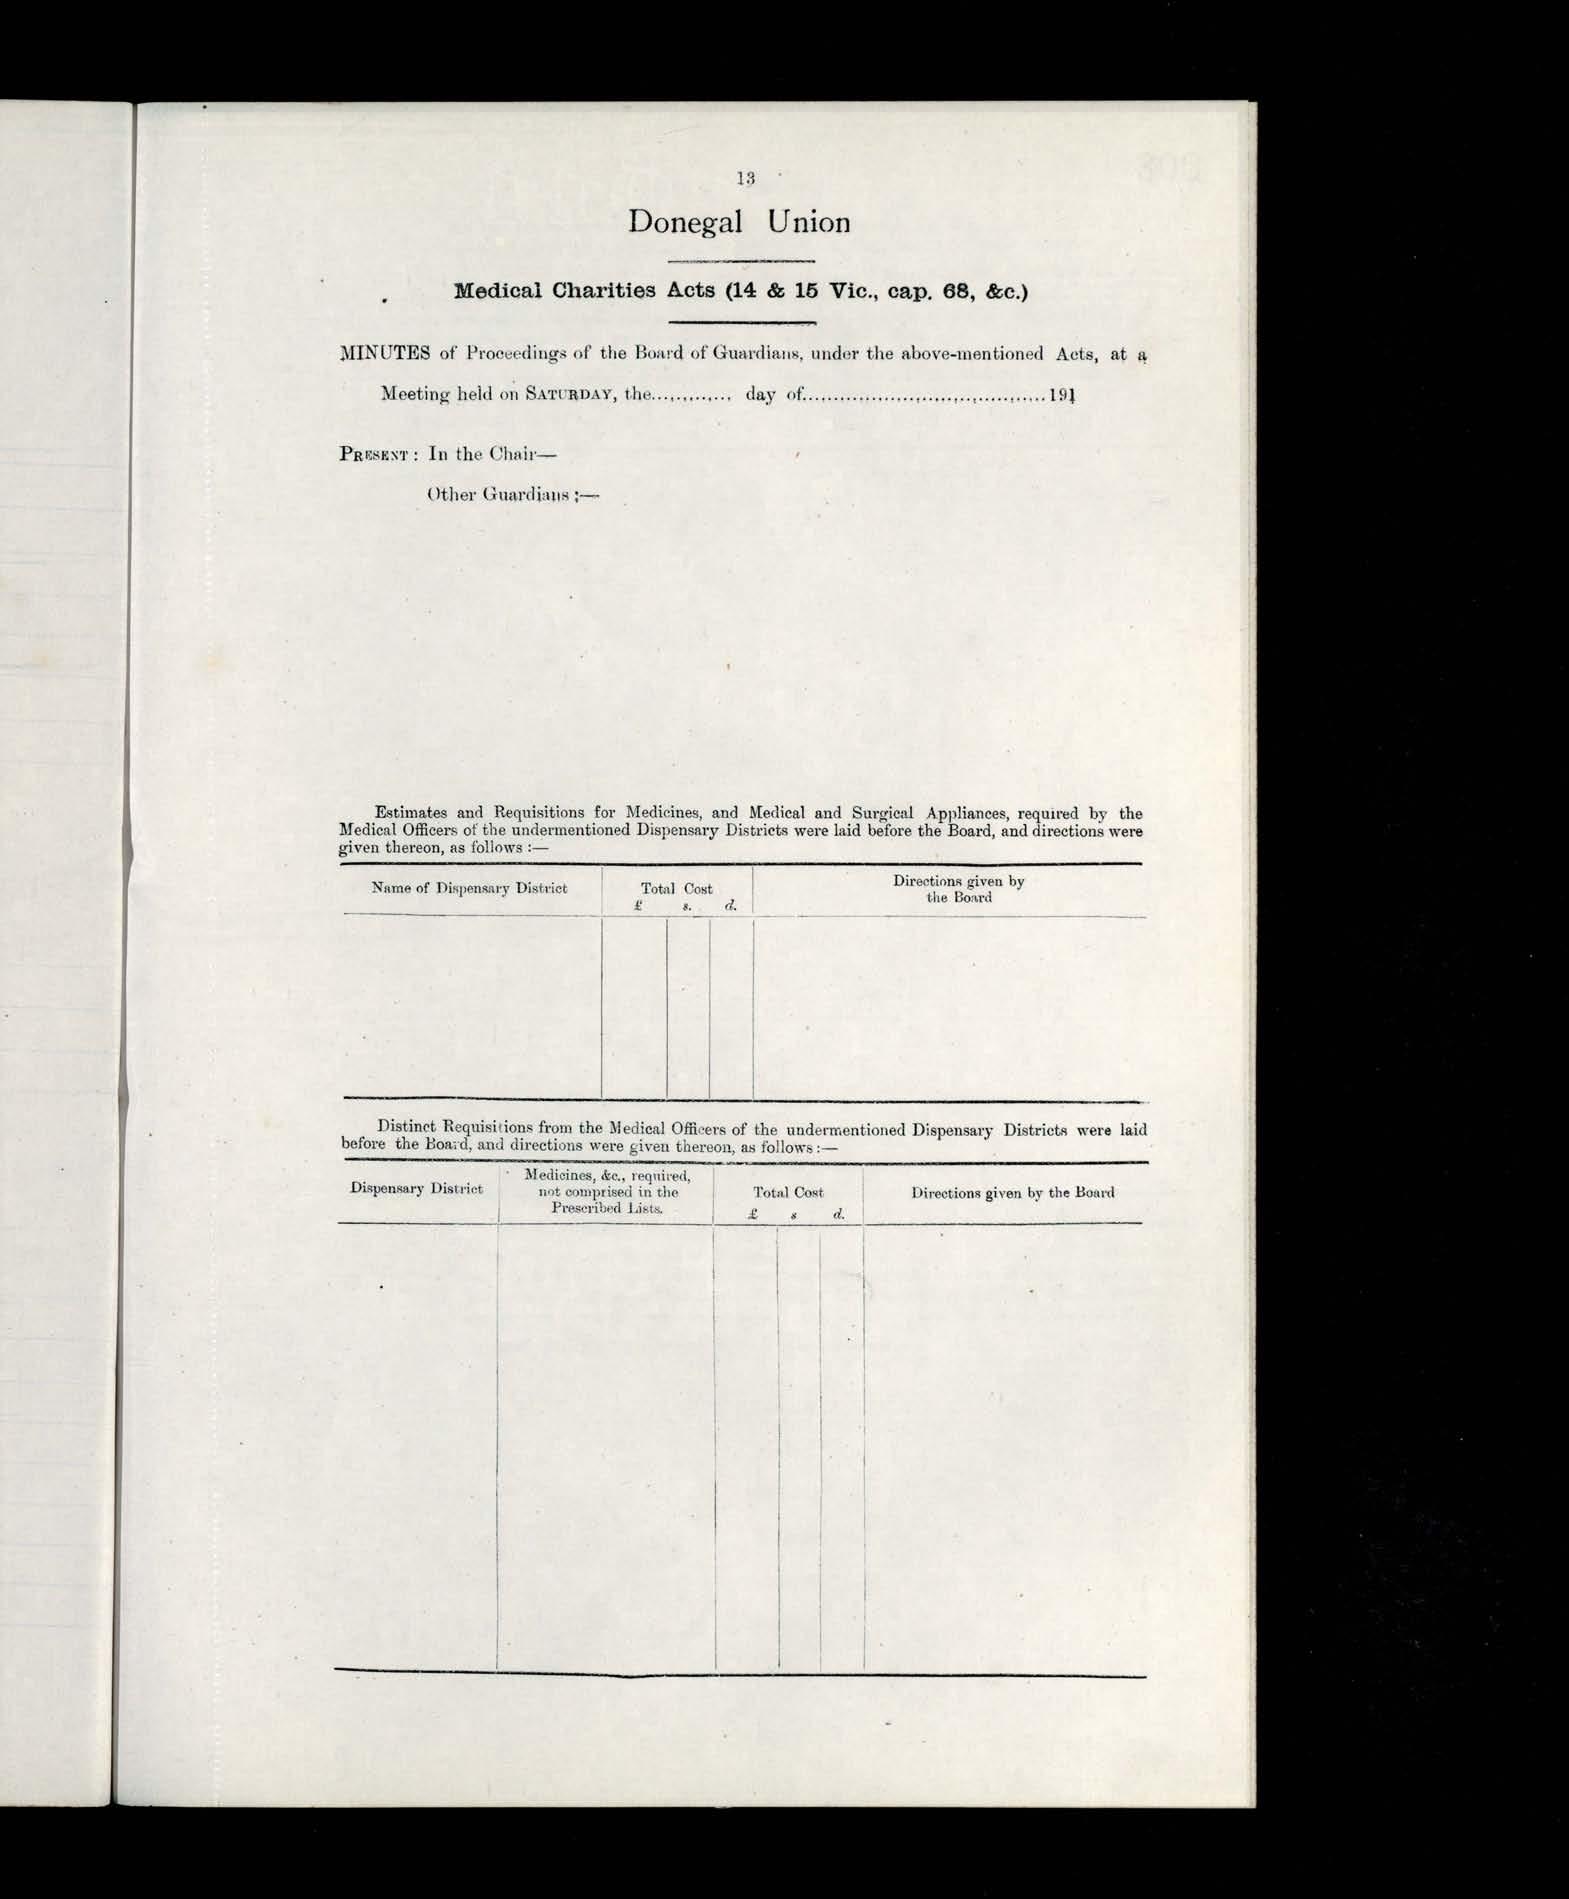 13
Donegal Union
Medical Charities Acts (14 & 15 Vic., cap. 68, &c.)
MINUTES of Proceedings of the Board of Guardians, under the above-mentioned Acts, at a
Meeting held on SATURDAY, the............ day of....................................191
PRESENT : In the Chair—
Other Guardians :—
Estimates and Requisitions for Medicines, and Medical and Surgical Appliances, required by the
Medical Officers of the undermentioned Dispensary Districts were laid before the Board, and directions were
given thereon, as follows :—
Name of Dispensary District
Total Cost
£ s. d.
Directions given by
the Board
Distinct Requisitions from the Medical Officers of the undermentioned Dispensary Districts were laid
before the Board, and directions were given thereon, as follows :—
Dispensary District
Medicines, &c., required,
not comprised in the
Prescribed Lists.
Total Cost
£ s d.
Directions given by the Board